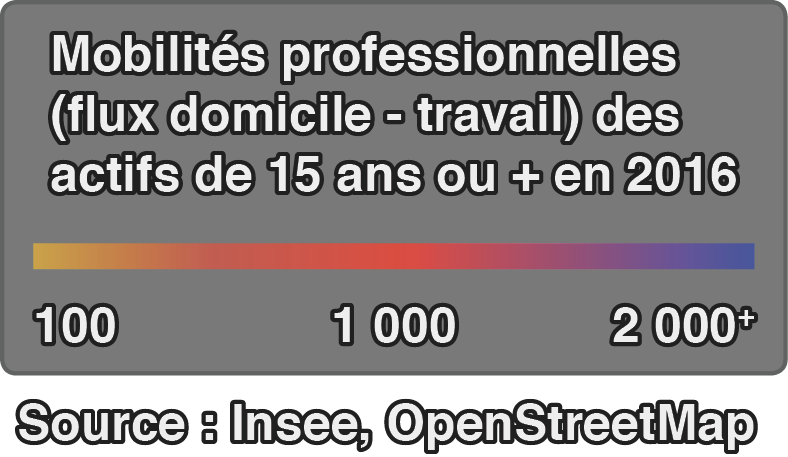 Mobilités professionnelles
(flux domicile - travail) des
actifs de 15 ans ou + en 2016
100 1 000 2 000+
Source : Insee, OpenStreetMap